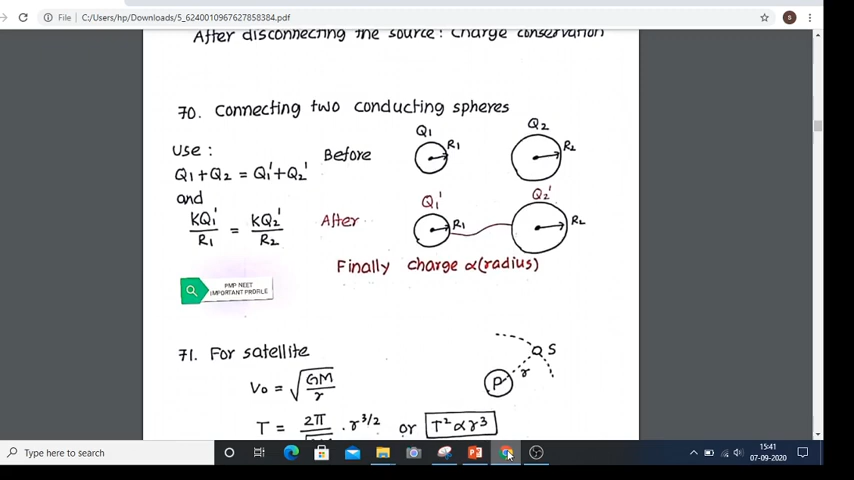 File
C:/Users/hp/Downloads/5_6240010967627858384.pdf
S
After disconnecting the source : Charge conservation
70. Connecting two conducting spheres
Use :
Q1+Q2 = Q1'+Q2'
and
KQ1'/R1 = KQ2'/R2
Before
Q1
R1
Q2
R2
After
Q1'
R1
Q2'
R2
Finally charge α(radius)
PMP NEET
IMPORTANT PROFILE
71. For satellite
Vo = √GM/r
P
r
S
T = 2π/ · r^3/2 or T² α r³
Type here to search
15:41
07-09-2020